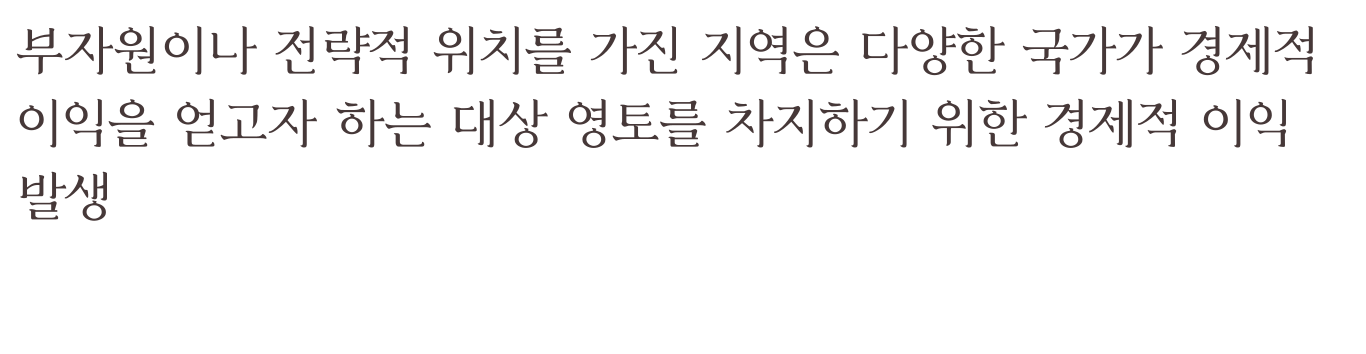 부자원이나 전략적 위치를 가진 지역은 다양한 국가가 경제적
이익을 얻고자 하는 대상 영토를 차지하기 위한 경제적 이익
발생